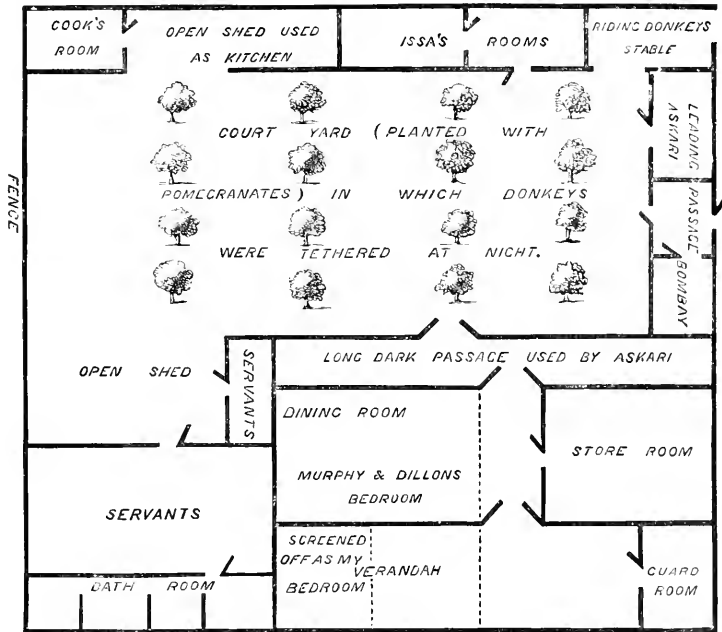 COOK'S
ROOM
OPEN SHED USED
AS KITCHEN
ISSA'S ROOMS
RIDING DONKEYS
STABLE
COURT YARD (PLANTED WITH
POMECRANATES) IN WHICH DONKEYS
WERE TETHERED AT NICHT.
LEADING PASSAGE
ASKARI
BOMBAY
FENCE
OPEN SHED
SERVANTS
LONG DARK PASSAGE USED BY ASKARI
DINING ROOM
MURPHY & DILLONS
BEDROOM
STORE ROOM
SERVANTS
SCREENED
OFF AS MY
BEDROOM
VERANDAH
GUARD
ROOM
BATH ROOM